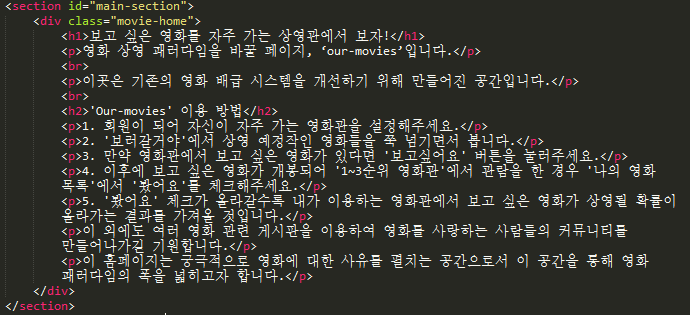 <section id="main-section">
<div class="movie-home">
<h1>보고 싶은 영화를 자주 가는 상영관에서 보자!</h1>
<p>영화 상영 패러다임을 바꿀 페이지, ‘our-movies’입니다.</p>
<br>
<p>이곳은 기존의 영화 배급 시스템을 개선하기 위해 만들어진 공간입니다.</p>
<br>
<h2>'Our-movies' 이용 방법</h2>
<p>1. 회원이 되어 자신이 자주 가는 영화관을 설정해주세요.</p>
<p>2. '보러갈거야'에서 상영 예정작인 영화들을 쭉 넘기면서 봅니다.</p>
<p>3. 만약 영화관에서 보고 싶은 영화가 있다면 '보고싶어요' 버튼을 눌러주세요.</p>
<p>4. 이후에 보고 싶은 영화가 개봉되어 '1~3순위 영화관'에서 관람을 한 경우 '나의 영화
목록'에서 '봤어요'를 체크해주세요.</p>
<p>5. '봤어요' 체크가 올라갈수록 내가 이용하는 영화관에서 보고 싶은 영화가 상영될 확률이
올라가는 결과를 가져올 것입니다.</p>
<p>이 외에도 여러 영화 관련 게시판을 이용하여 영화를 사랑하는 사람들의 커뮤니티를
만들어나가길 기원합니다.</p>
<p>이 홈페이지는 궁극적으로 영화에 대한 사유를 펼치는 공간으로서 이 공간을 통해 영화
패러다임의 폭을 넓히고자 합니다.</p>
</div>
</section>